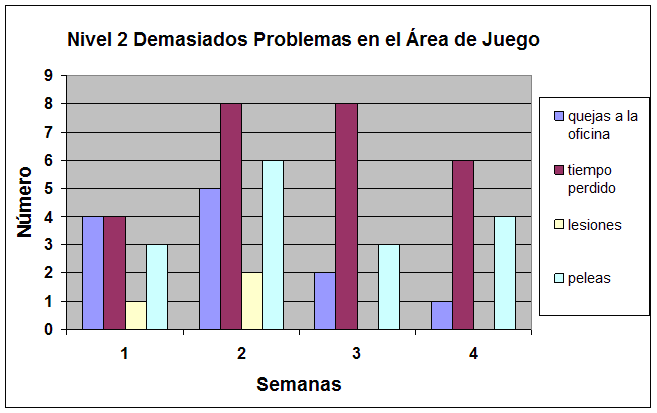 Nivel 2 Demasiados Problemas en el Área de Juego
9
8
7
6
5
4
3
2
1
0
Número
1 2 3 4
Semanas
quejas a la
oficina
tiempo
perdido
lesiones
peleas